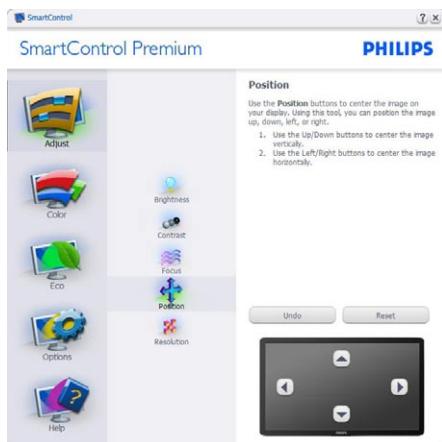 SmartControl
? x
SmartControl Premium
PHILIPS
Adjust
Color
Eco
Options
Help
Brightness
Contrast
Focus
Position
Resolution
Position
Use the Position buttons to center the image on
your display. Using this tool, you can position the image
up, down, left, or right.
1. Use the Up/Down buttons to center the image
vertically.
2. Use the Left/Right buttons to center the image
horizontally.
Undo
Reset
PHILIPS